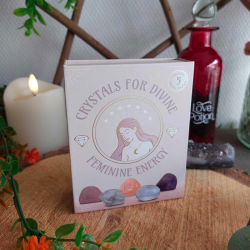 CRYSTALS FOR DIVINE
FEMININE ENERGY
Love
Potion